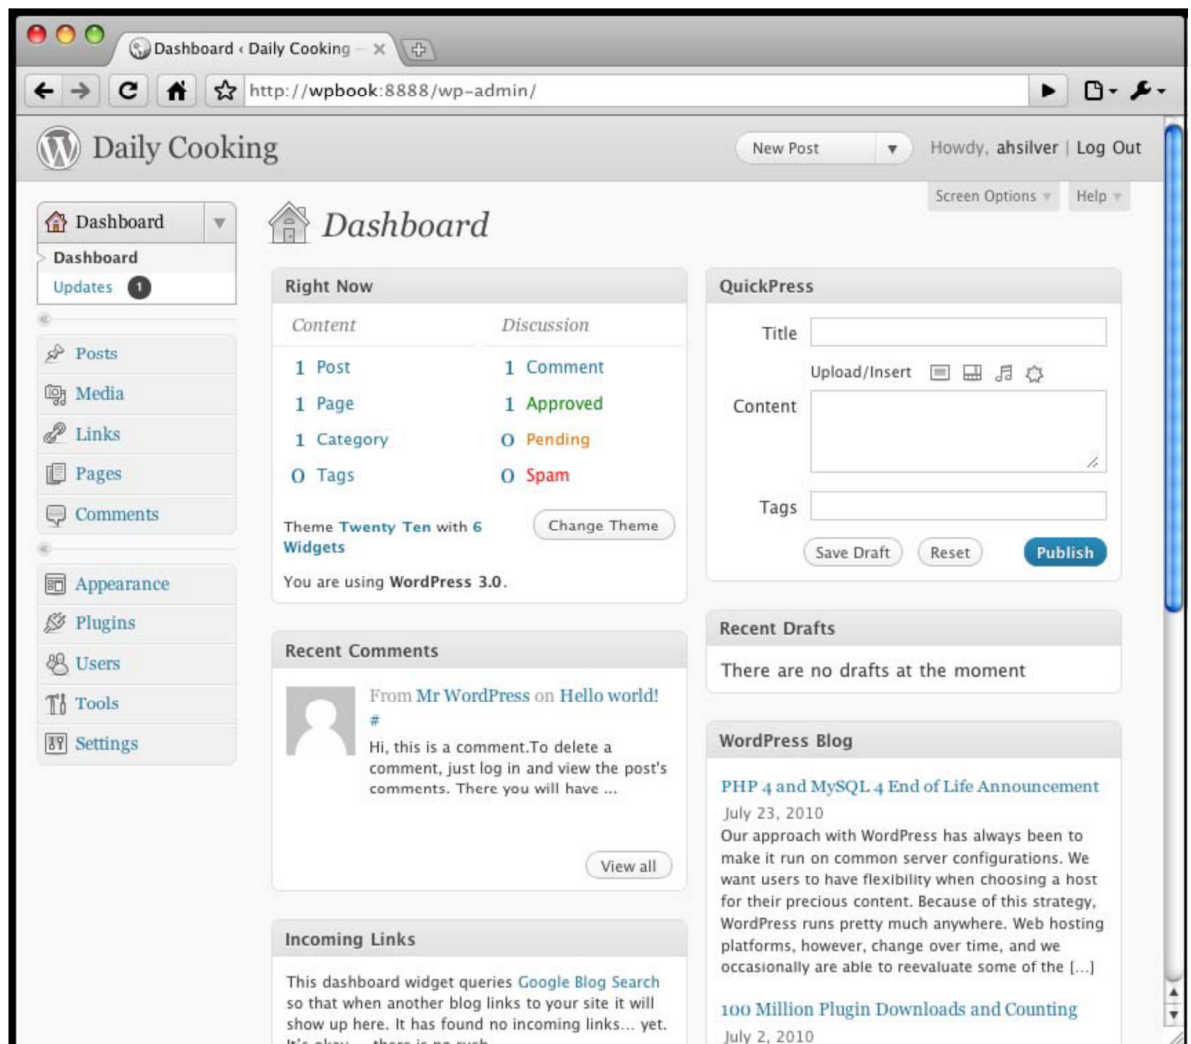 Dashboard ‹ Daily Cooking —
http://wpbook:8888/wp-admin/
Daily Cooking
New Post
Howdy, ahsilver | Log Out
Screen Options
Help
Dashboard
Dashboard
Updates 1
Posts
Media
Links
Pages
Comments
Appearance
Plugins
Users
Tools
Settings
Dashboard
Right Now
Content
Discussion
1 Post
1 Comment
1 Page
1 Approved
1 Category
0 Pending
0 Tags
0 Spam
Theme Twenty Ten with 6
Widgets
Change Theme
You are using WordPress 3.0.
Recent Comments
From Mr WordPress on Hello world!
#
Hi, this is a comment.To delete a
comment, just log in and view the post's
comments. There you will have ...
View all
Incoming Links
This dashboard widget queries Google Blog Search
so that when another blog links to your site it will
show up here. It has found no incoming links... yet.
It's okay — there is no rush.
QuickPress
Title
Upload/Insert
Content
Tags
Save Draft
Reset
Publish
Recent Drafts
There are no drafts at the moment
WordPress Blog
PHP 4 and MySQL 4 End of Life Announcement
July 23, 2010
Our approach with WordPress has always been to
make it run on common server configurations. We
want users to have flexibility when choosing a host
for their precious content. Because of this strategy,
WordPress runs pretty much anywhere. Web hosting
platforms, however, change over time, and we
occasionally are able to reevaluate some of the [...]
100 Million Plugin Downloads and Counting
July 2, 2010